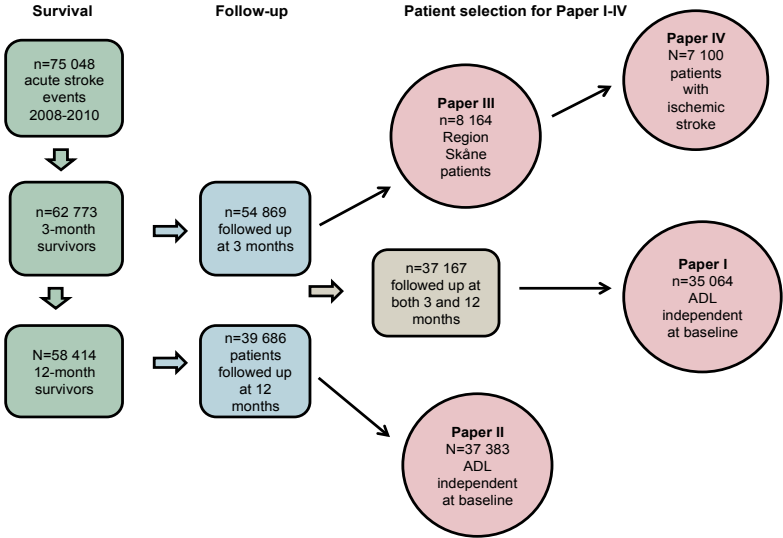 Survival
Follow-up
Patient selection for Paper I-IV
n=75 048
acute stroke
events
2008-2010
n=62 773
3-month
survivors
N=58 414
12-month
survivors
n=54 869
followed up
at 3 months
n=39 686
patients
followed up
at 12
months
n=37 167
followed up at
both 3 and 12
months
Paper III
n=8 164
Region
Skåne
patients
Paper IV
N=7 100
patients
with
ischemic
stroke
Paper I
n=35 064
ADL
independent
at baseline
Paper II
N=37 383
ADL
independent
at baseline